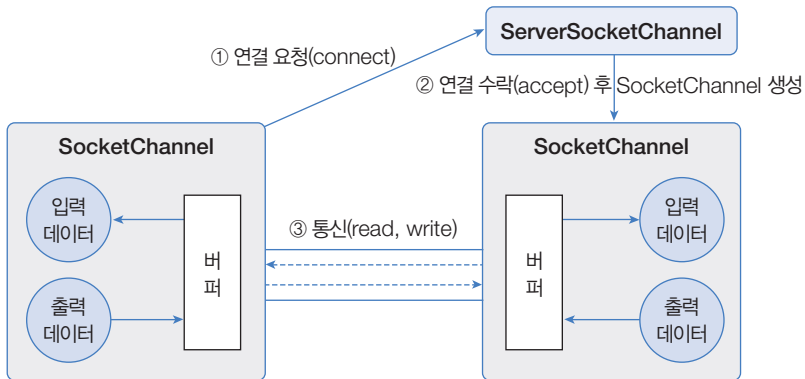 ServerSocketChannel
① 연결 요청(connect)
② 연결 수락(accept) 후 SocketChannel 생성
SocketChannel
입력
데이터
출력
데이터
버
퍼
③ 통신(read, write)
SocketChannel
버
퍼
입력
데이터
출력
데이터